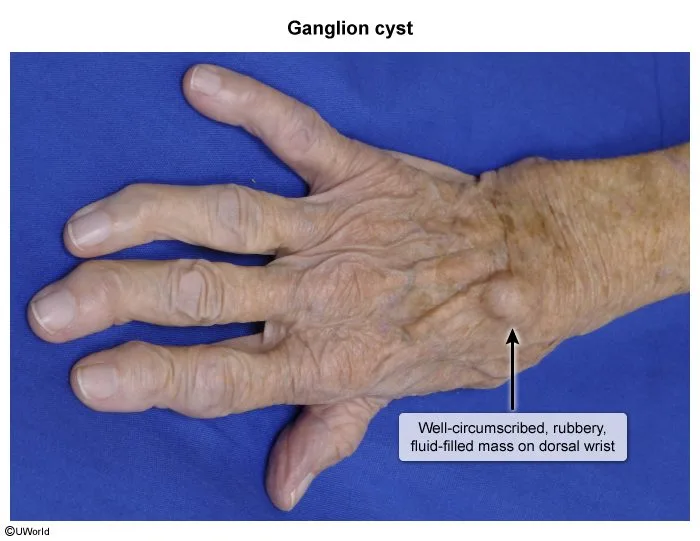 Ganglion cyst
Well-circumscribed, rubbery,
fluid-filled mass on dorsal wrist
©UWorld